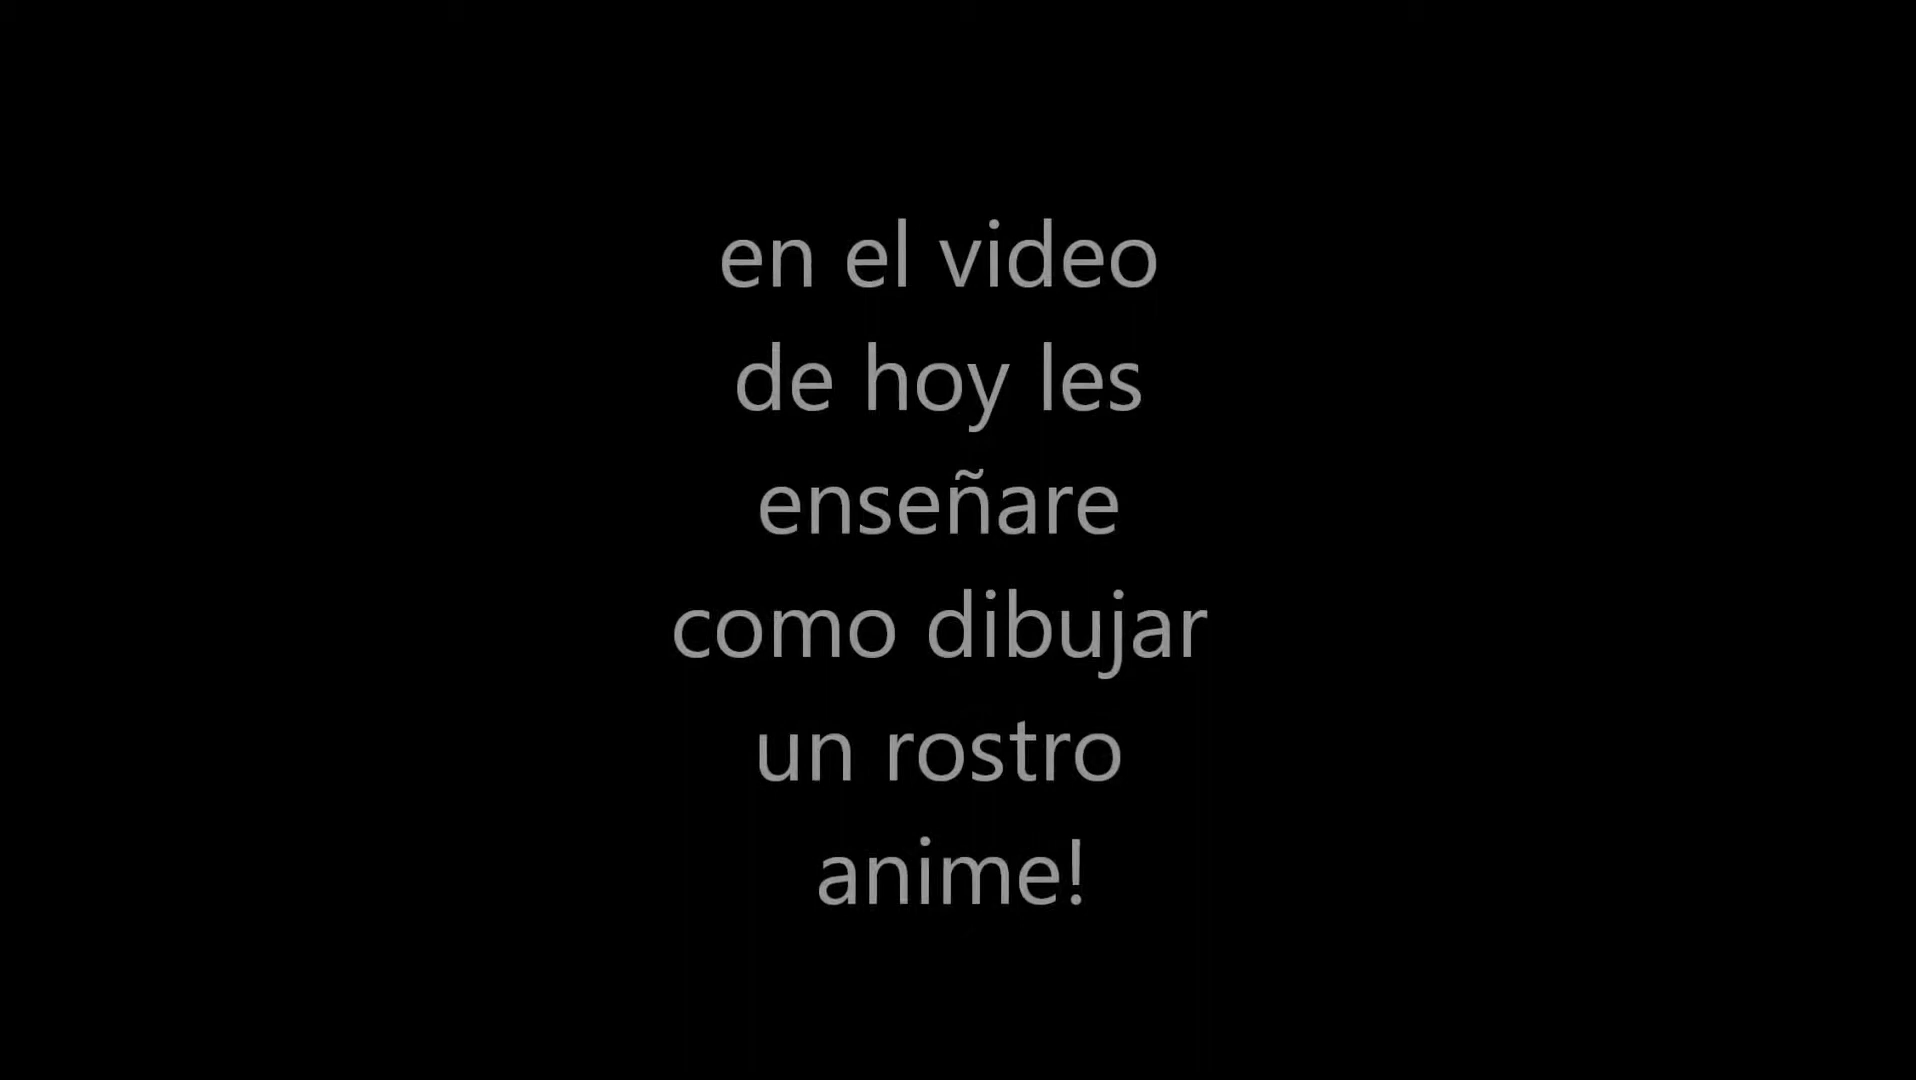 en el video
de hoy les
enseñare
como dibujar
un rostro
anime!